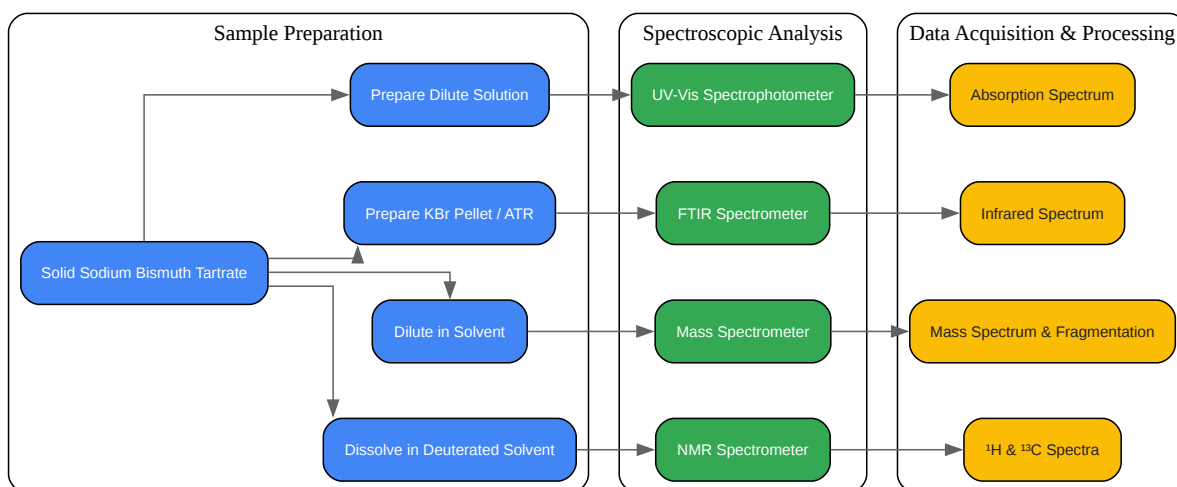 Sample Preparation
Spectroscopic Analysis
Data Acquisition & Processing
Prepare Dilute Solution
UV-Vis Spectrophotometer
Absorption Spectrum
Prepare KBr Pellet / ATR
FTIR Spectrometer
Infrared Spectrum
Solid Sodium Bismuth Tartrate
Dilute in Solvent
Mass Spectrometer
Mass Spectrum & Fragmentation
Dissolve in Deuterated Solvent
NMR Spectrometer
¹H & ¹³C Spectra